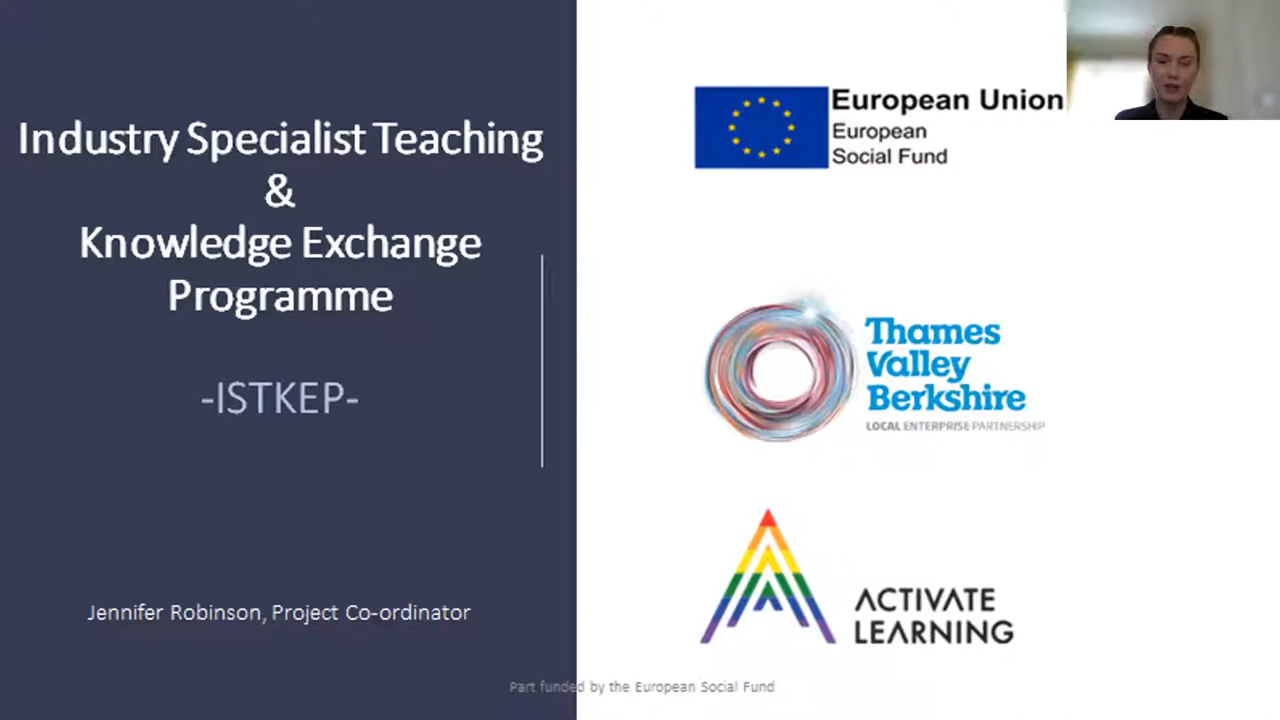 Industry Specialist Teaching
&
Knowledge Exchange
Programme
-ISTKEP-
Jennifer Robinson, Project Co-ordinator
European Union
European
Social Fund
Thames
Valley
Berkshire
LOCAL ENTERPRISE PARTNERSHIP
ACTIVATE
LEARNING
Part funded by the European Social Fund